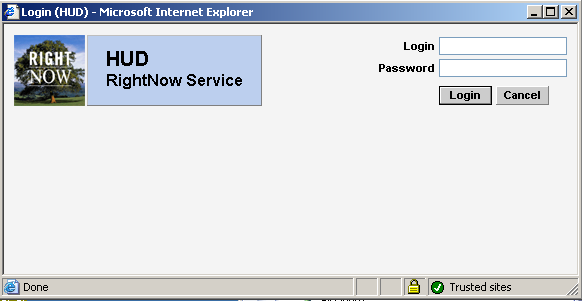 Login (HUD) - Microsoft Internet Explorer
RIGHT
NOW
HUD
RightNow Service
Login
Password
Login Cancel
Done
Trusted sites